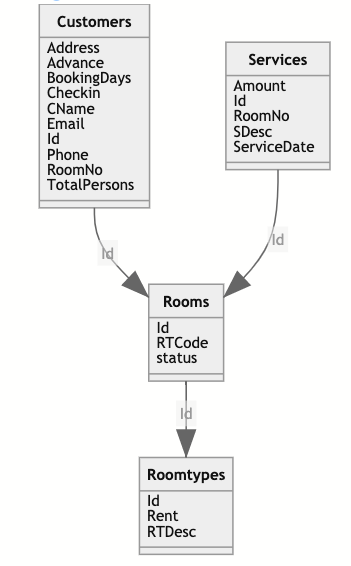 Customers
Address
Advance
BookingDays
Checkin
CName
Email
Id
Phone
RoomNo
TotalPersons
Services
Amount
Id
RoomNo
SDesc
ServiceDate
Id
Id
Rooms
Id
RTCode
status
Id
Roomtypes
Id
Rent
RTDesc